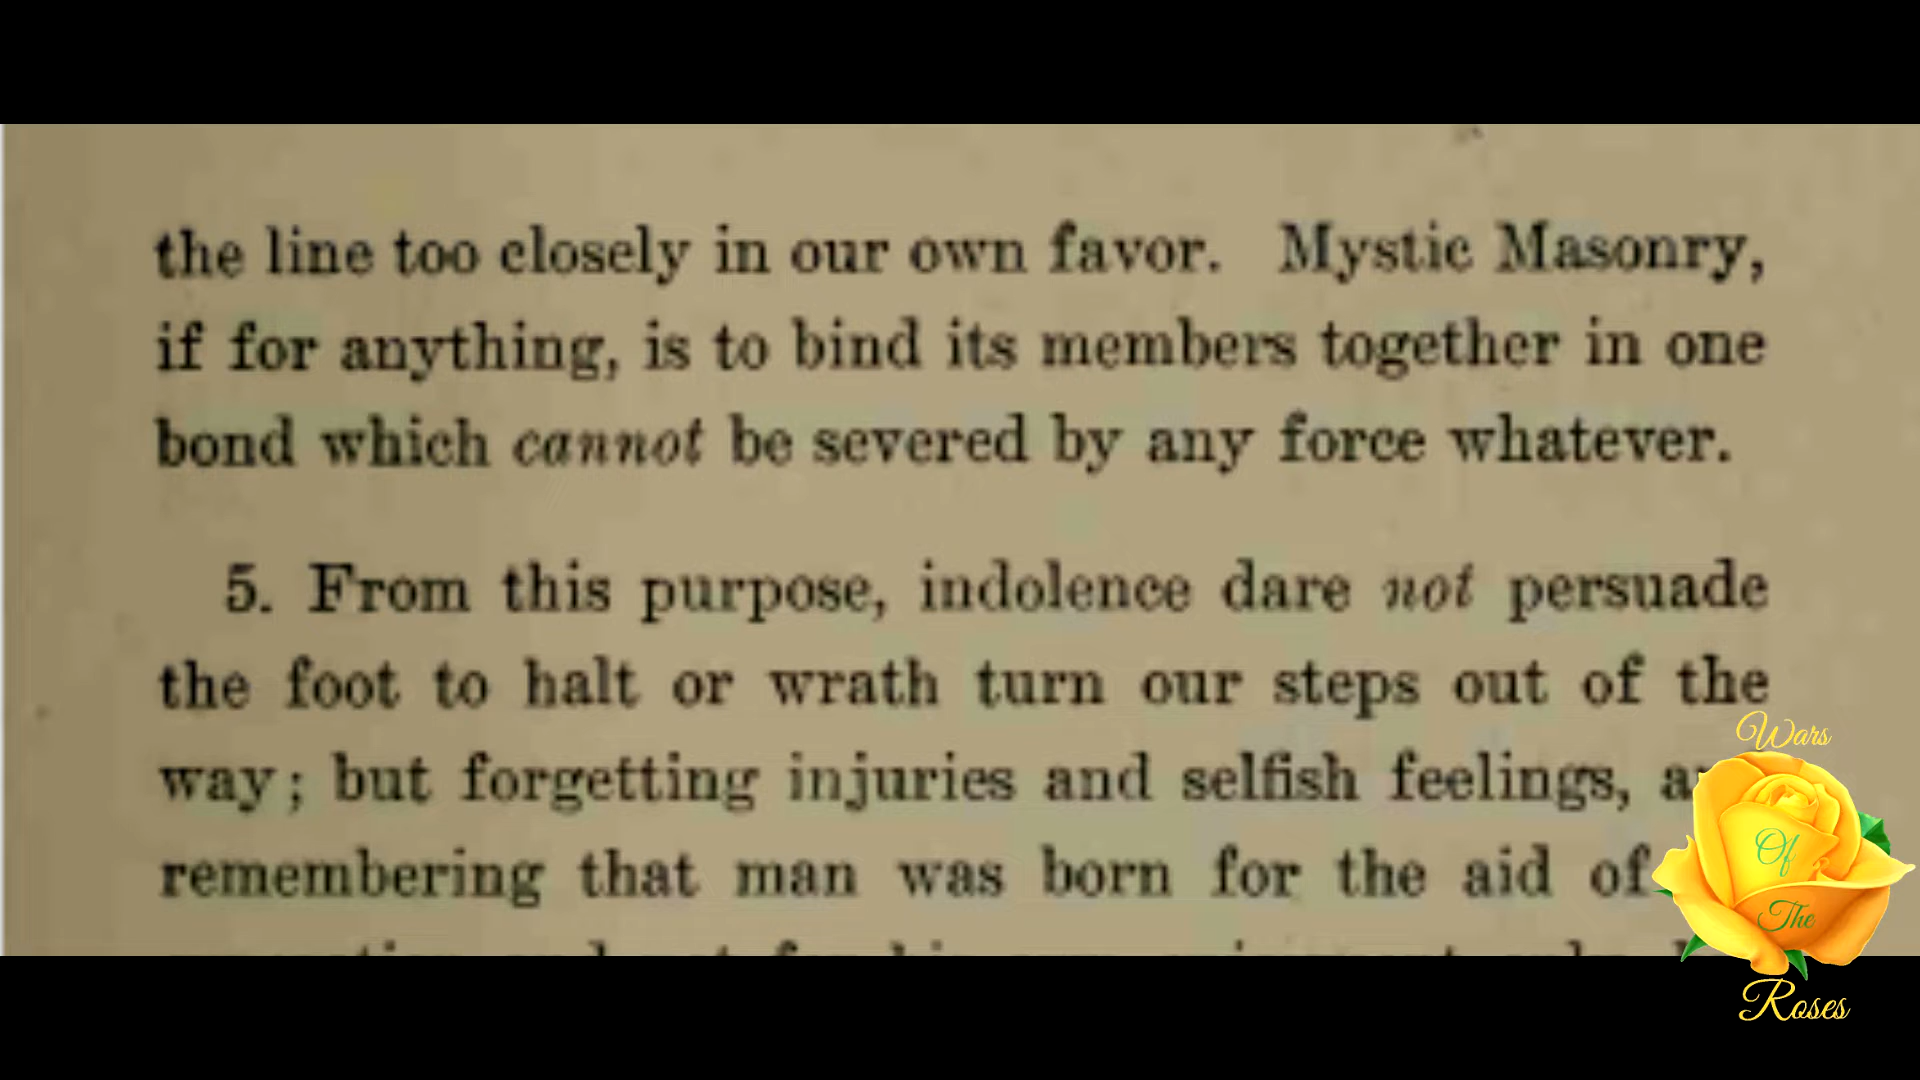 the line too closely in our own favor. Mystic Masonry,
if for anything, is to bind its members together in one
bond which cannot be severed by any force whatever.
5. From this purpose, indolence dare not persuade
the foot to halt or wrath turn our steps out of the
way; but forgetting injuries and selfish feelings,
remembering that man was born for the aid of
Wars
Of
The
Roses